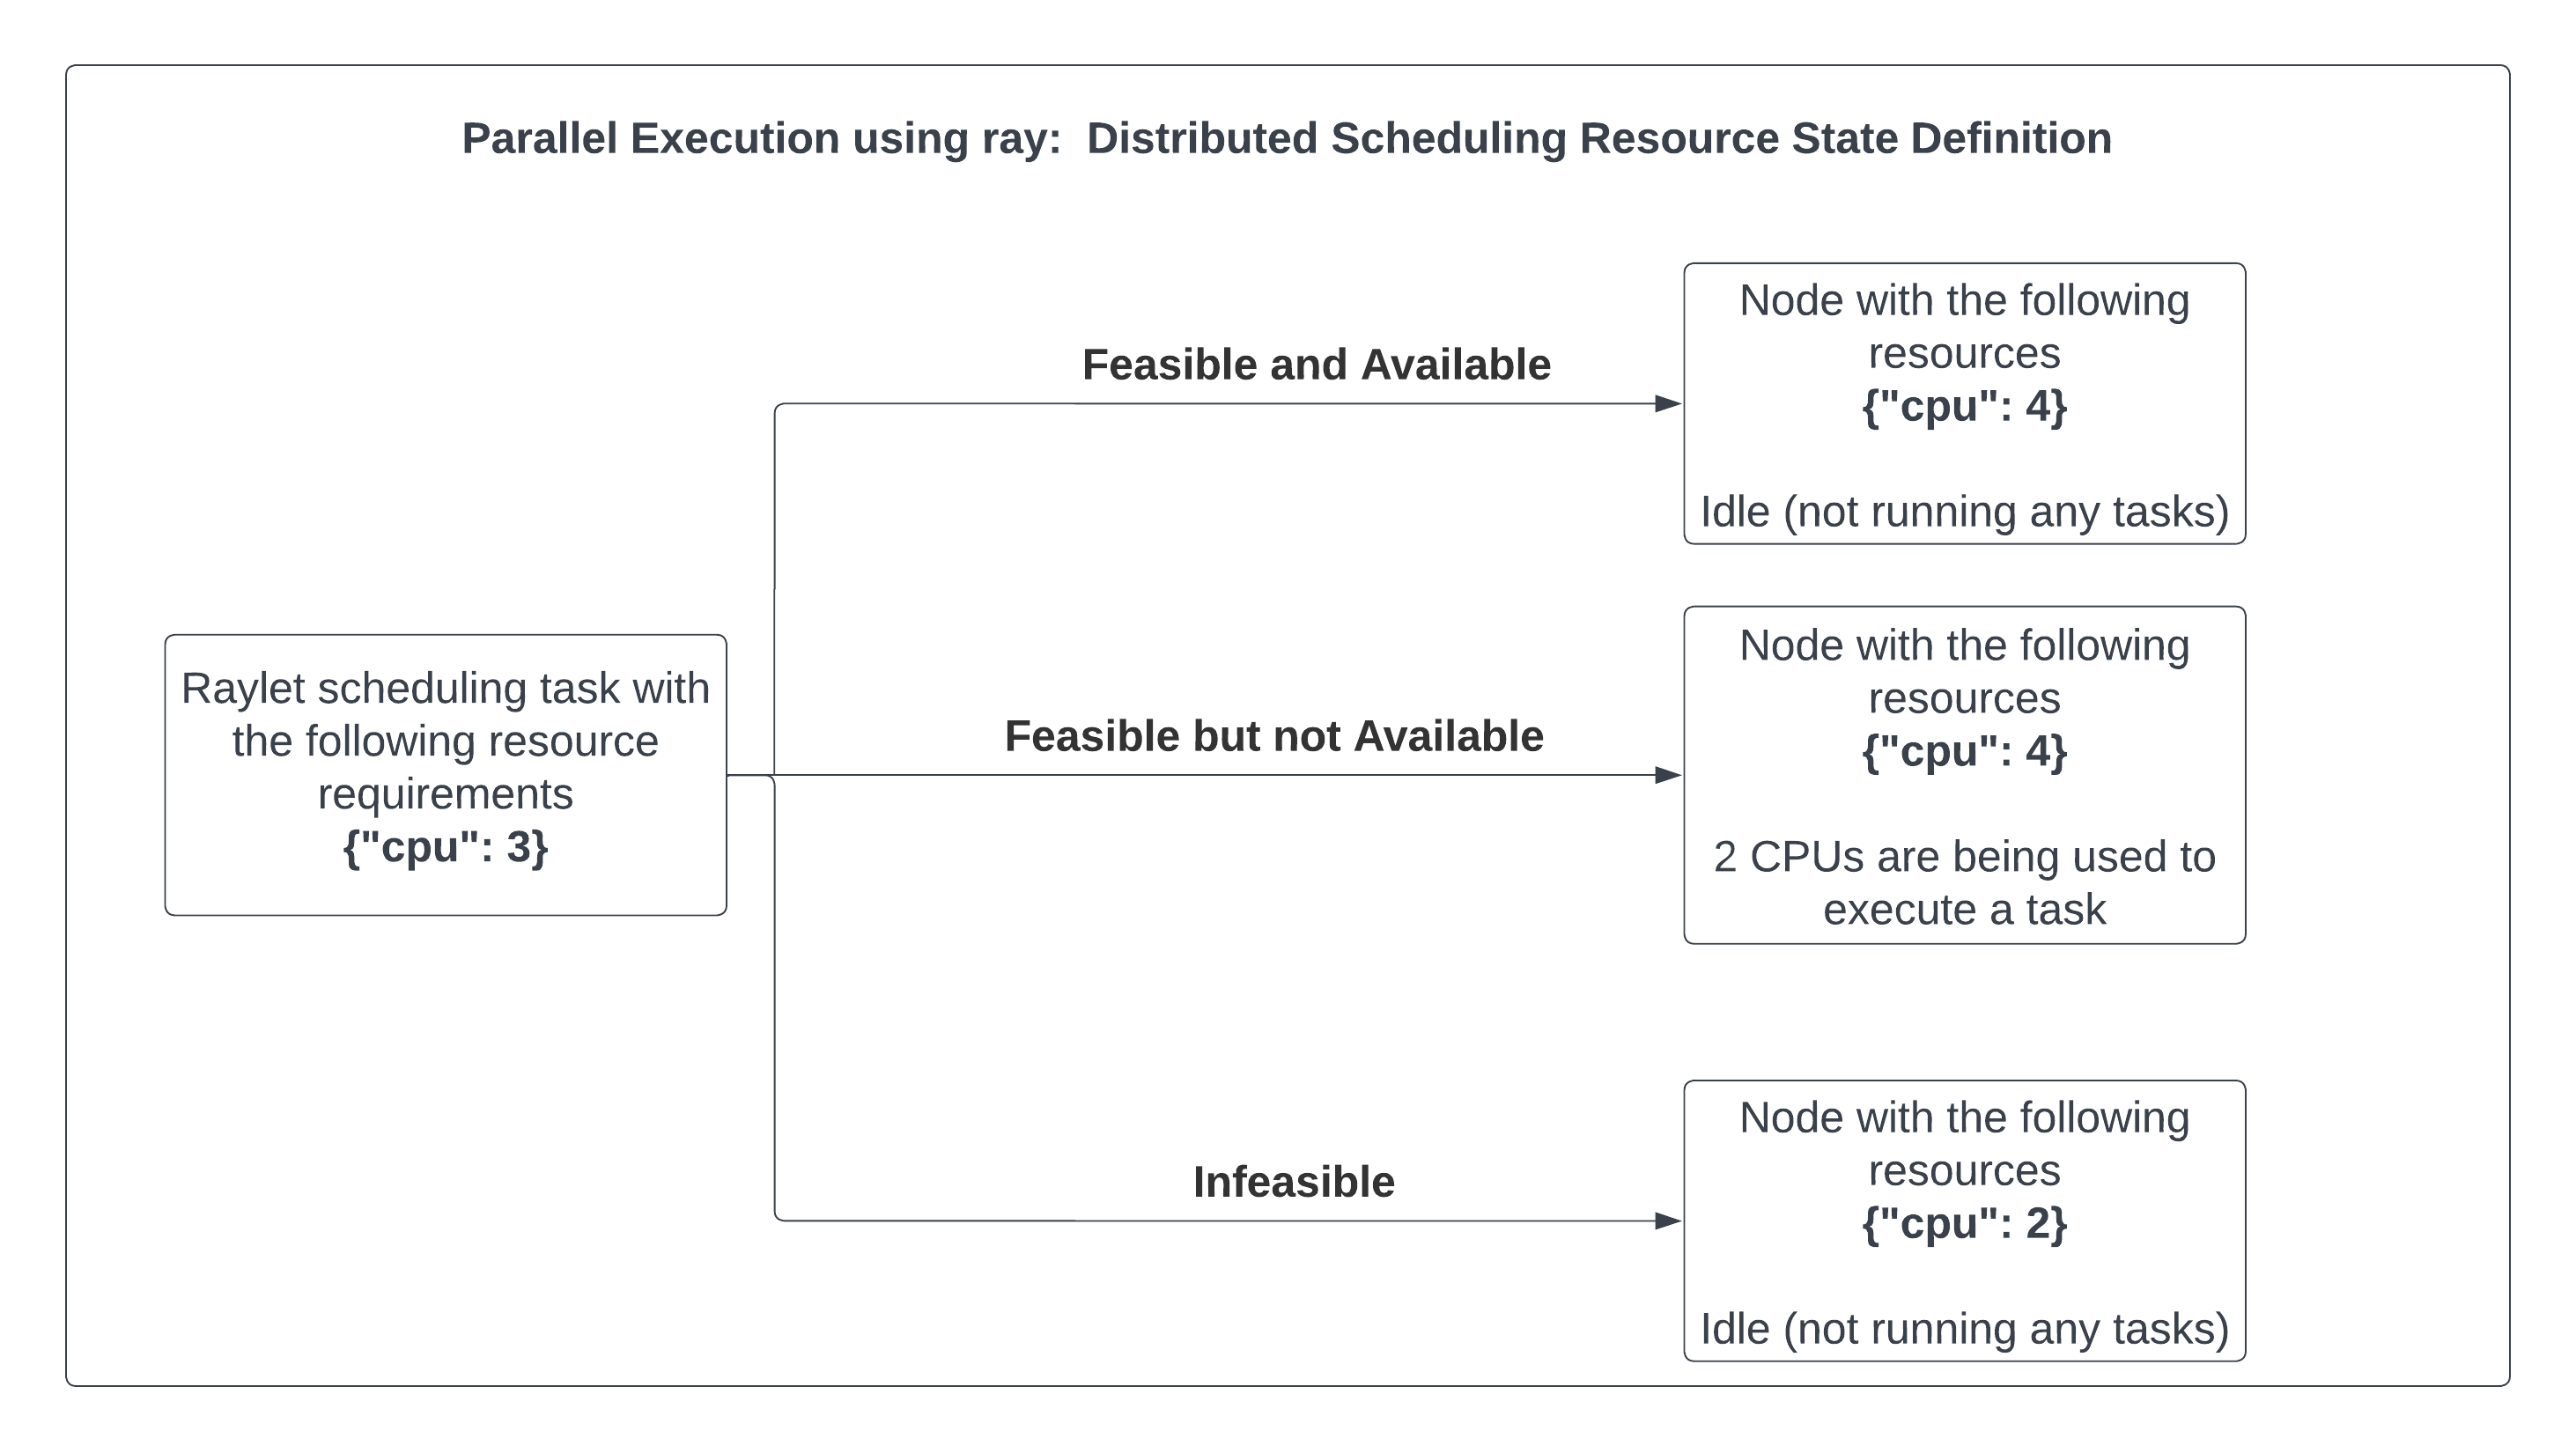 Parallel Execution using ray:  Distributed Scheduling Resource State Definition
Raylet scheduling task with
the following resource
requirements
{"cpu": 3}
Feasible and Available
Node with the following
resources
{"cpu": 4}
Idle (not running any tasks)
Feasible but not Available
Node with the following
resources
{"cpu": 4}
2 CPUs are being used to
execute a task
Infeasible
Node with the following
resources
{"cpu": 2}
Idle (not running any tasks)